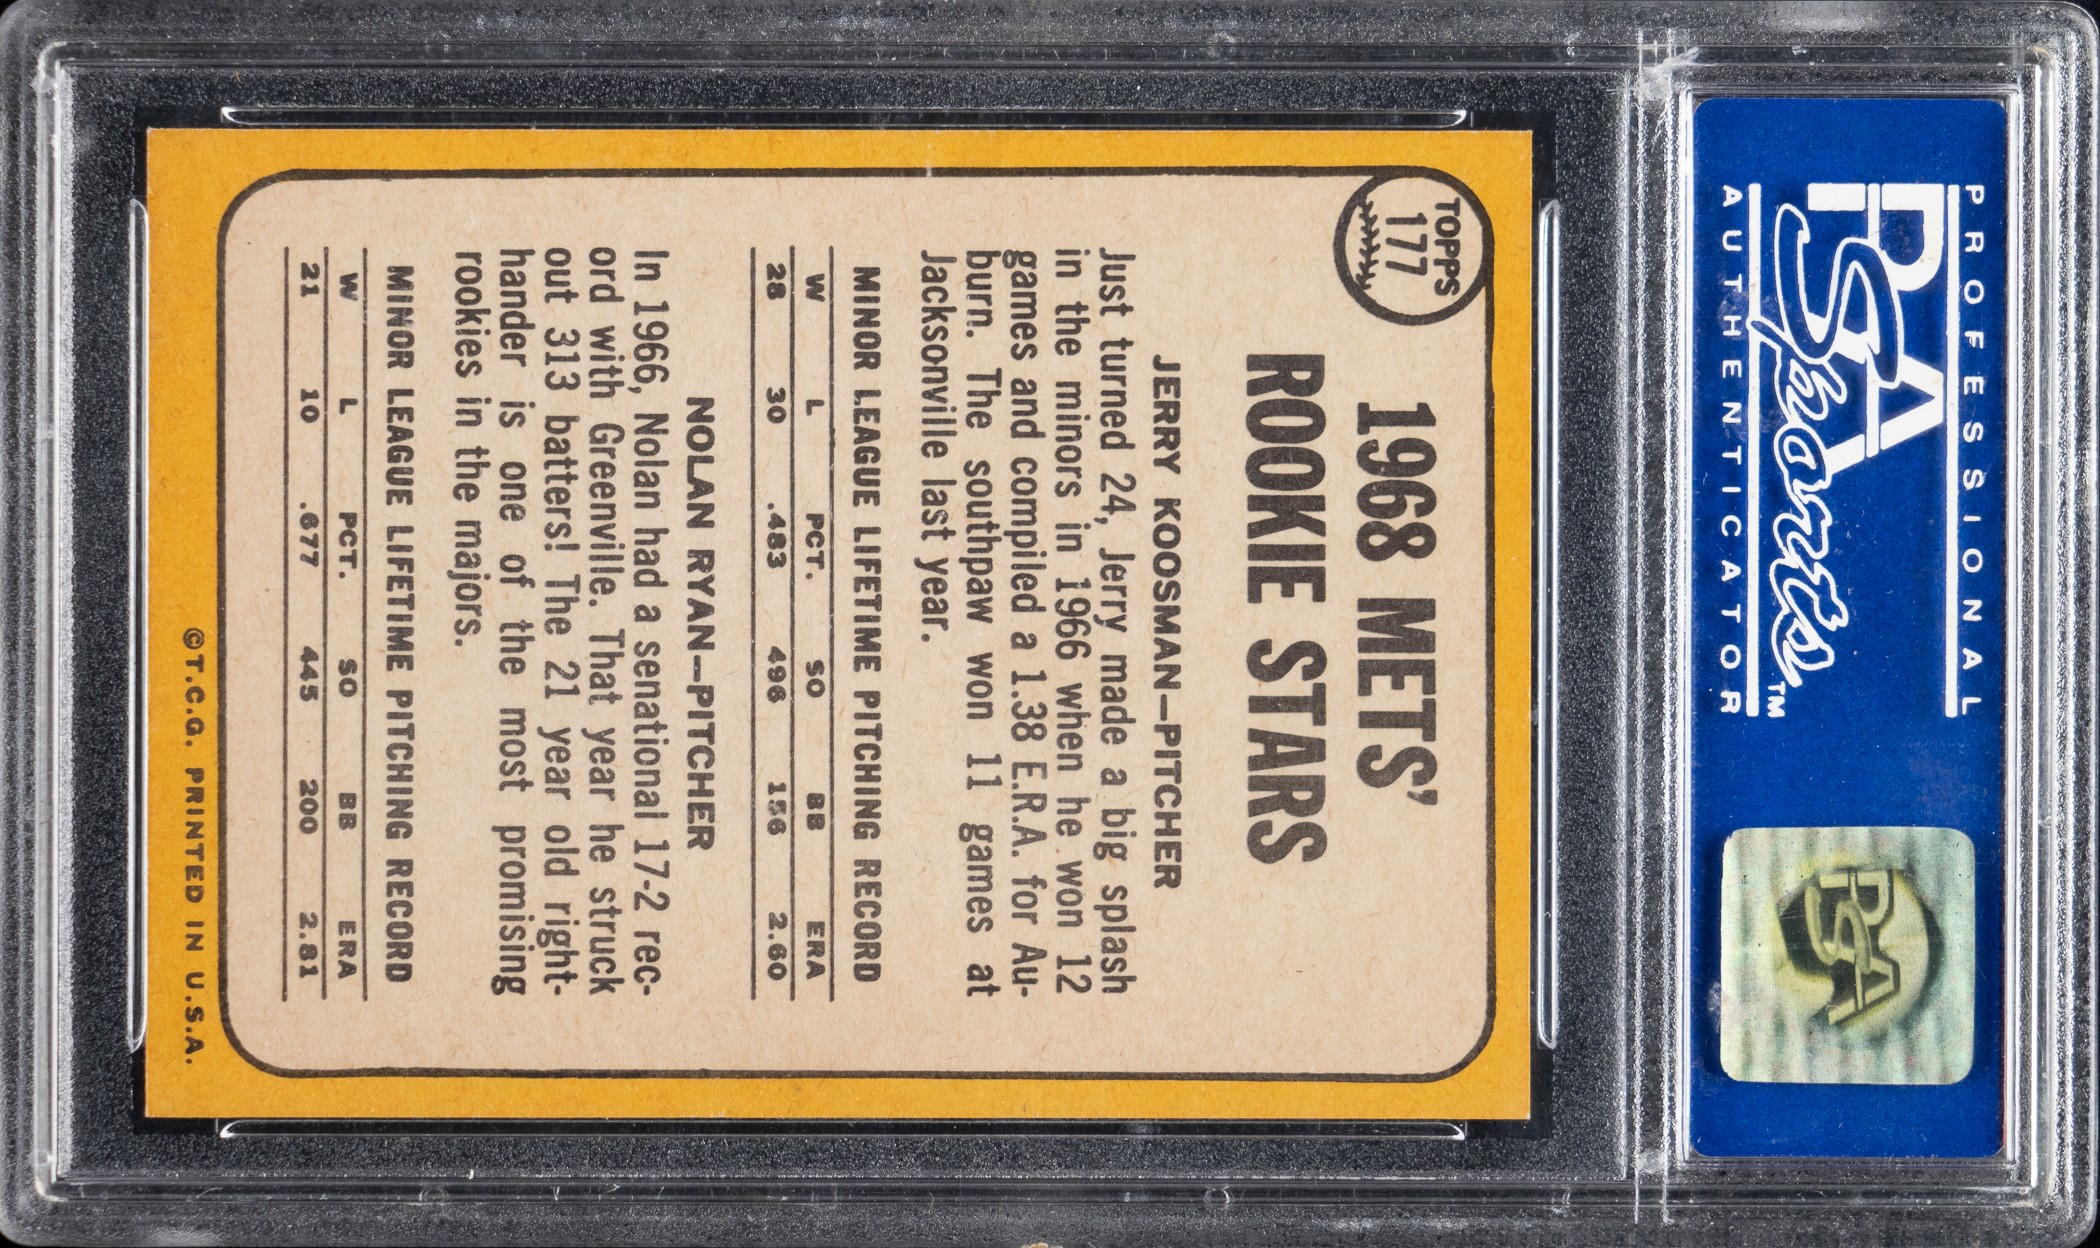 PROFESSIONAL
PSA
Sports™
AUTHENTICATOR
PSA
TOPPS
177
1968 METS'
ROOKIE STARS
JERRY KOOSMAN—PITCHER
Just turned 24, Jerry made a big splash
in the minors in 1966 when he won 12
games and compiled a 1.38 E.R.A. for Au-
burn. The southpaw won 11 games at
Jacksonville last year.
MINOR LEAGUE LIFETIME PITCHING RECORD
W L PCT. SO BB ERA
28 30 .483 496 156 2.60
NOLAN RYAN—PITCHER
In 1966, Nolan had a senational 17-2 rec-
ord with Greenville. That year he struck
out 313 batters! The 21 year old right-
hander is one of the most promising
rookies in the majors.
MINOR LEAGUE LIFETIME PITCHING RECORD
W L PCT. SO BB ERA
21 10 .677 445 200 2.81
©T.C.G. PRINTED IN U.S.A.